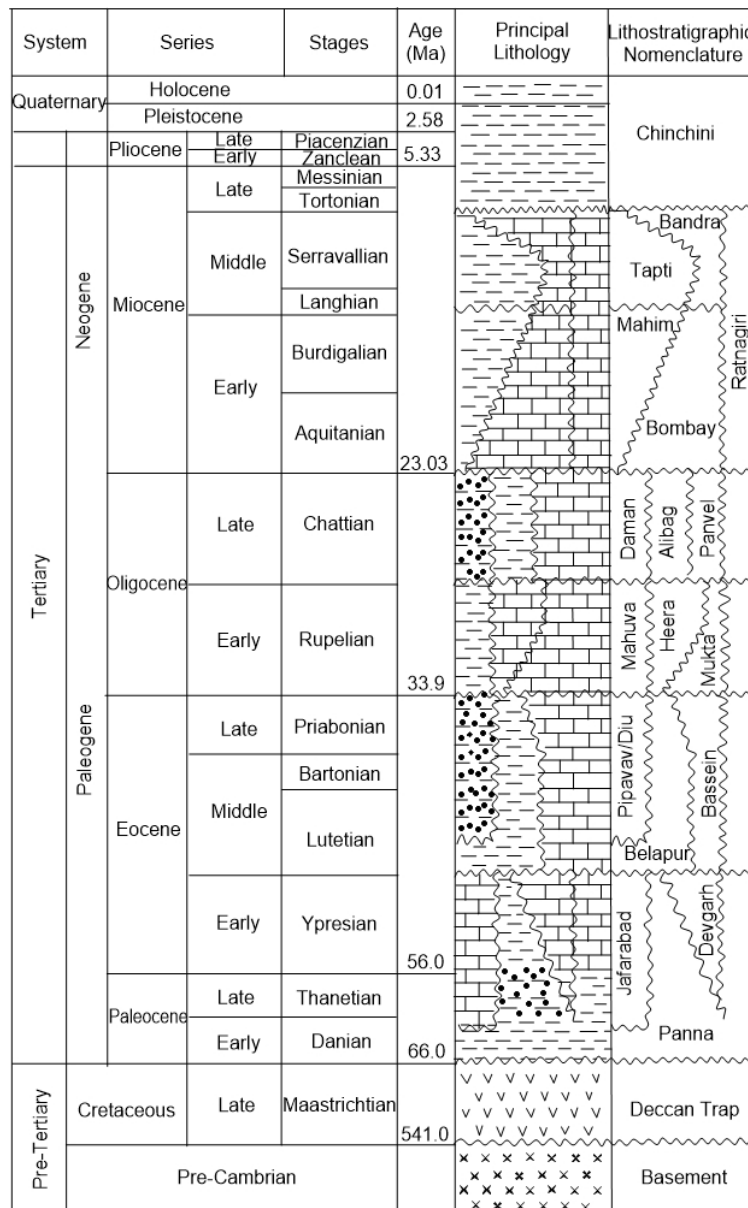 System
Series
Stages
Age
(Ma)
Principal
Lithology
Lithostratigraphic
Nomenclature
Quaternary
Holocene
0.01
Pleistocene
2.58
Chinchini
Pliocene
Late
Piacenzian
Early
Zanclean
5.33
Tertiary
Neogene
Miocene
Late
Messinian
Tortonian
Middle
Serravallian
Langhian
Early
Burdigalian
Aquitanian
23.03
Bandra
Tapti
Mahim
Bombay
Ratnagiri
Paleogene
Oligocene
Late
Chattian
Daman
Alibag
Panvel
Early
Rupelian
33.9
Mahuva
Heera
Mukta
Eocene
Late
Priabonian
Middle
Bartonian
Lutetian
Pipavav/Diu
Bassein
Belapur
Early
Ypresian
56.0
Jafarabad
Devgarh
Paleocene
Late
Thanetian
Early
Danian
66.0
Panna
Pre-Tertiary
Cretaceous
Late
Maastrichtian
541.0
Deccan Trap
Pre-Cambrian
Basement